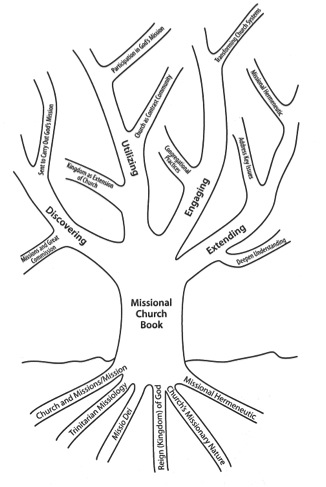 Participation in God's Mission
Transforming Church Systems
Church as Contrast Community
Missional Hermeneutic
Sent to Carry Out God's Mission
Kingdom as Extension
of Church
Utilizing
Congregational
Practices
Address Key Issues
Engaging
Discovering
Missions and Great
Commission
Extending
Deepen Understanding
Missional
Church
Book
Church and Missions/Mission
Trinitarian Missiology
Missio Dei
Reign (Kingdom) of God
Church's Missionary Nature
Missional Hermeneutic